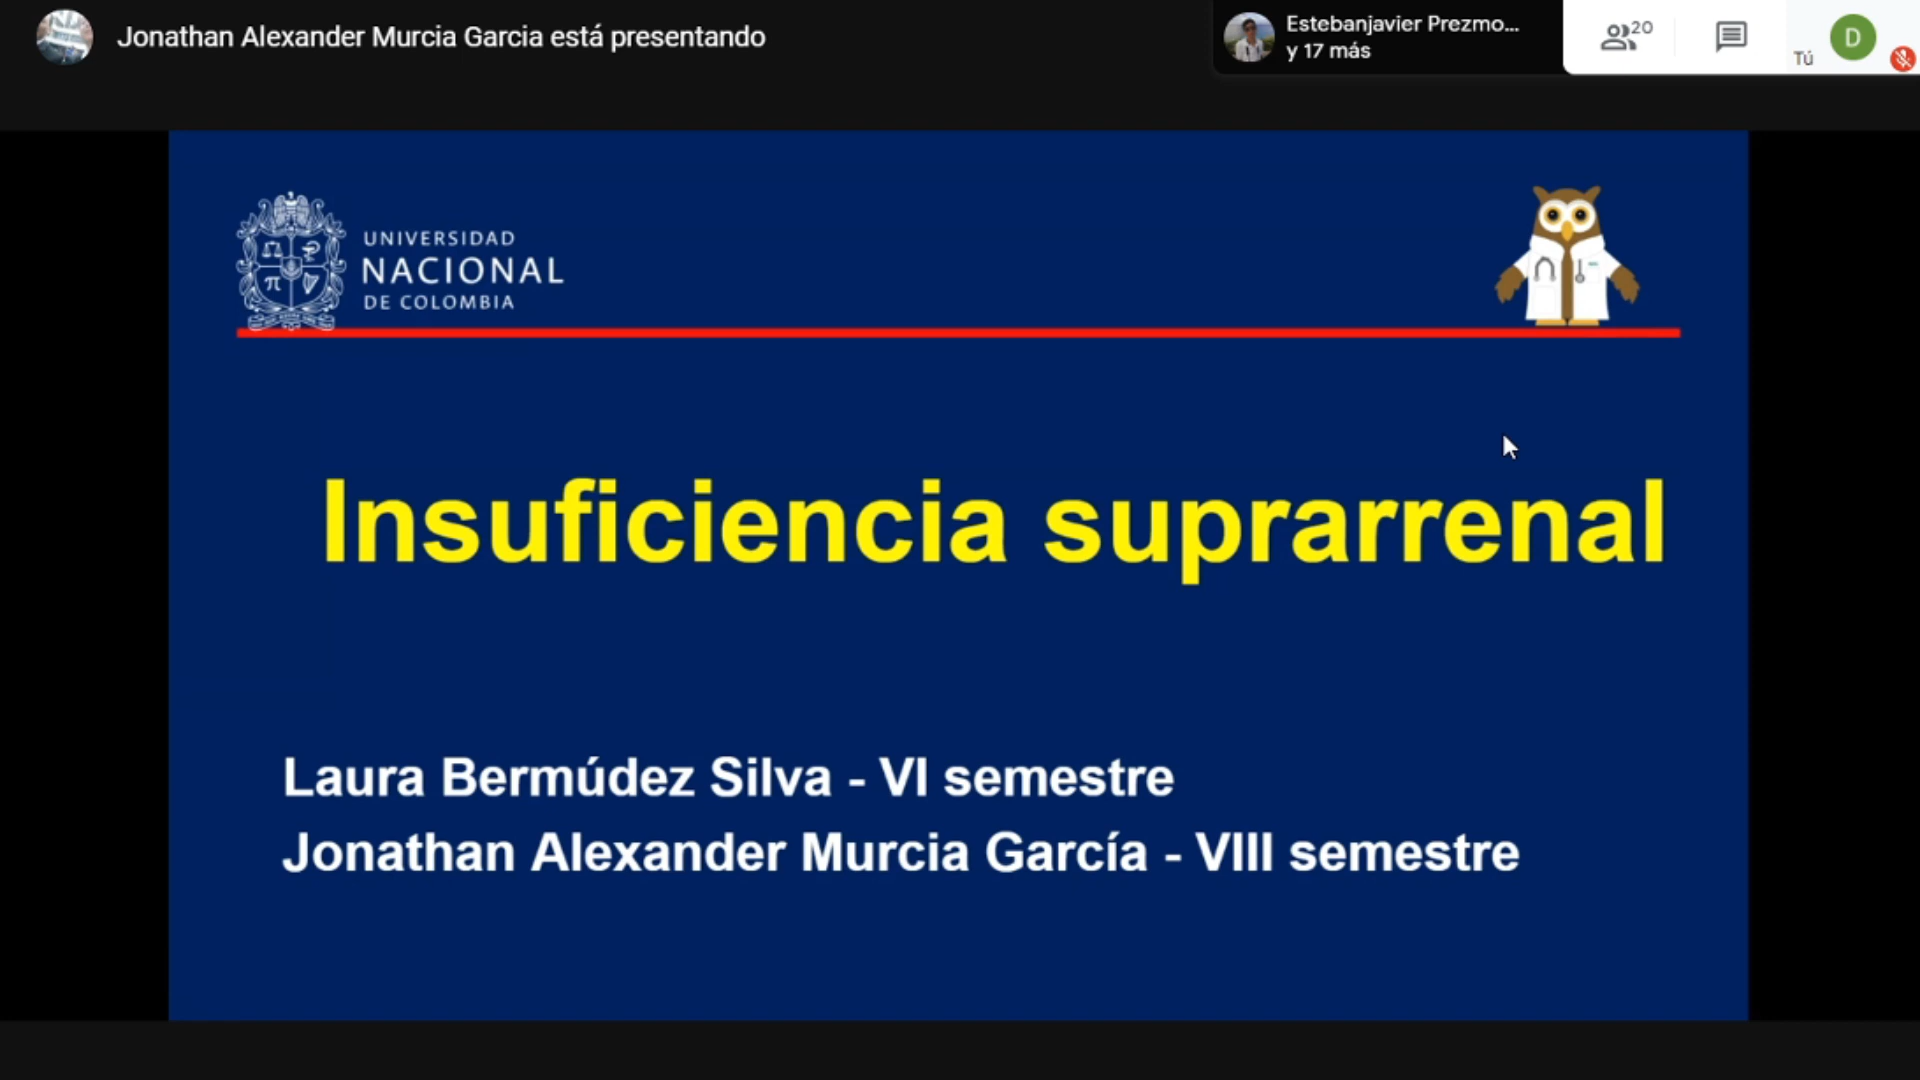 Jonathan Alexander Murcia Garcia está presentando
Estebanjavier Prezmo...
y 17 más
20
Tú
D
UNIVERSIDAD
NACIONAL
DE COLOMBIA
Insuficiencia suprarrenal
Laura Bermúdez Silva - VI semestre
Jonathan Alexander Murcia García - VIII semestre